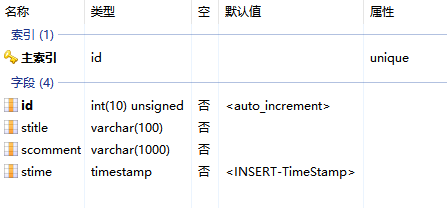 名称 类型 空 默认值 属性
索引 (1)
主索引 id unique
字段 (4)
id int(10) unsigned 否 <auto_increment>
stitle varchar(100) 否
scomment varchar(1000) 否
stime timestamp 否 <INSERT-TimeStamp>